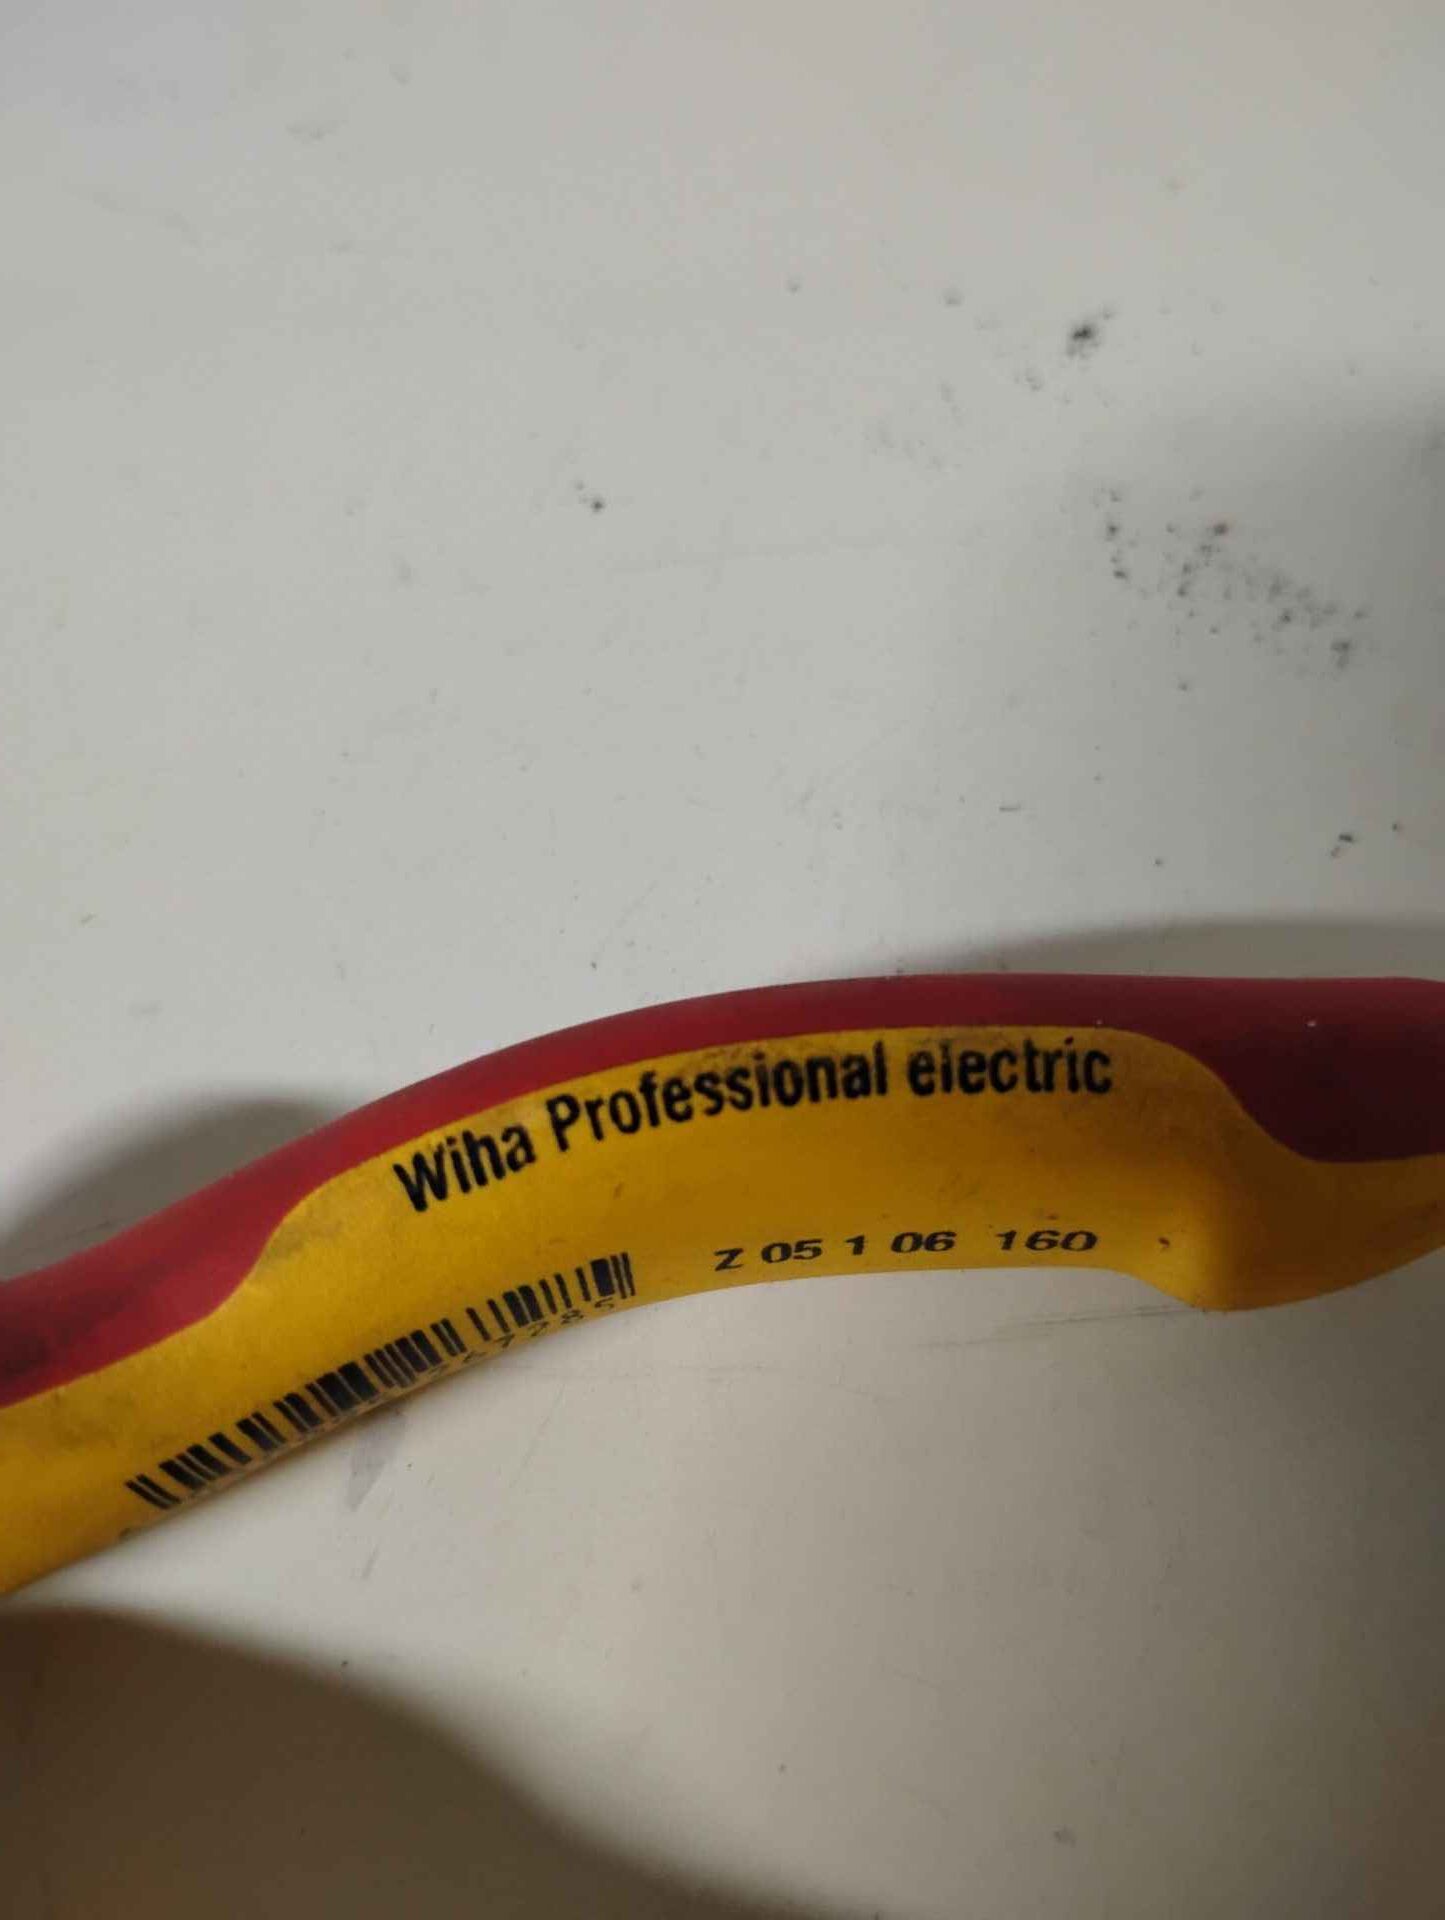 Wiha Professional electric
Z 05 1 06 160